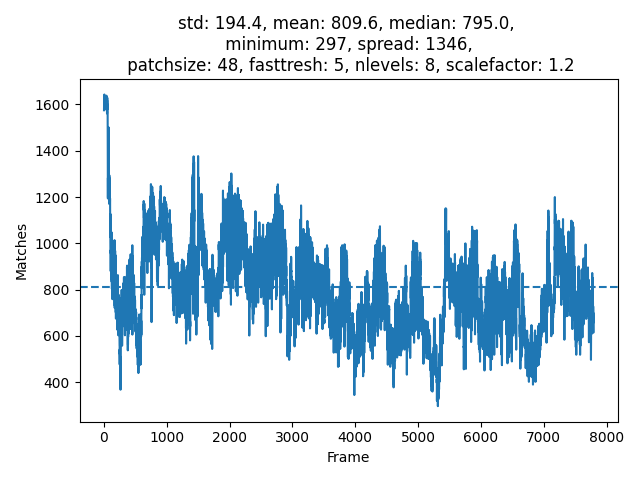 std: 194.4, mean: 809.6, median: 795.0,
minimum: 297, spread: 1346,
patchsize: 48, fasttresh: 5, nlevels: 8, scalefactor: 1.2
1600
1400
1200
1000
800
600
400
Matches
0 1000 2000 3000 4000 5000 6000 7000 8000
Frame